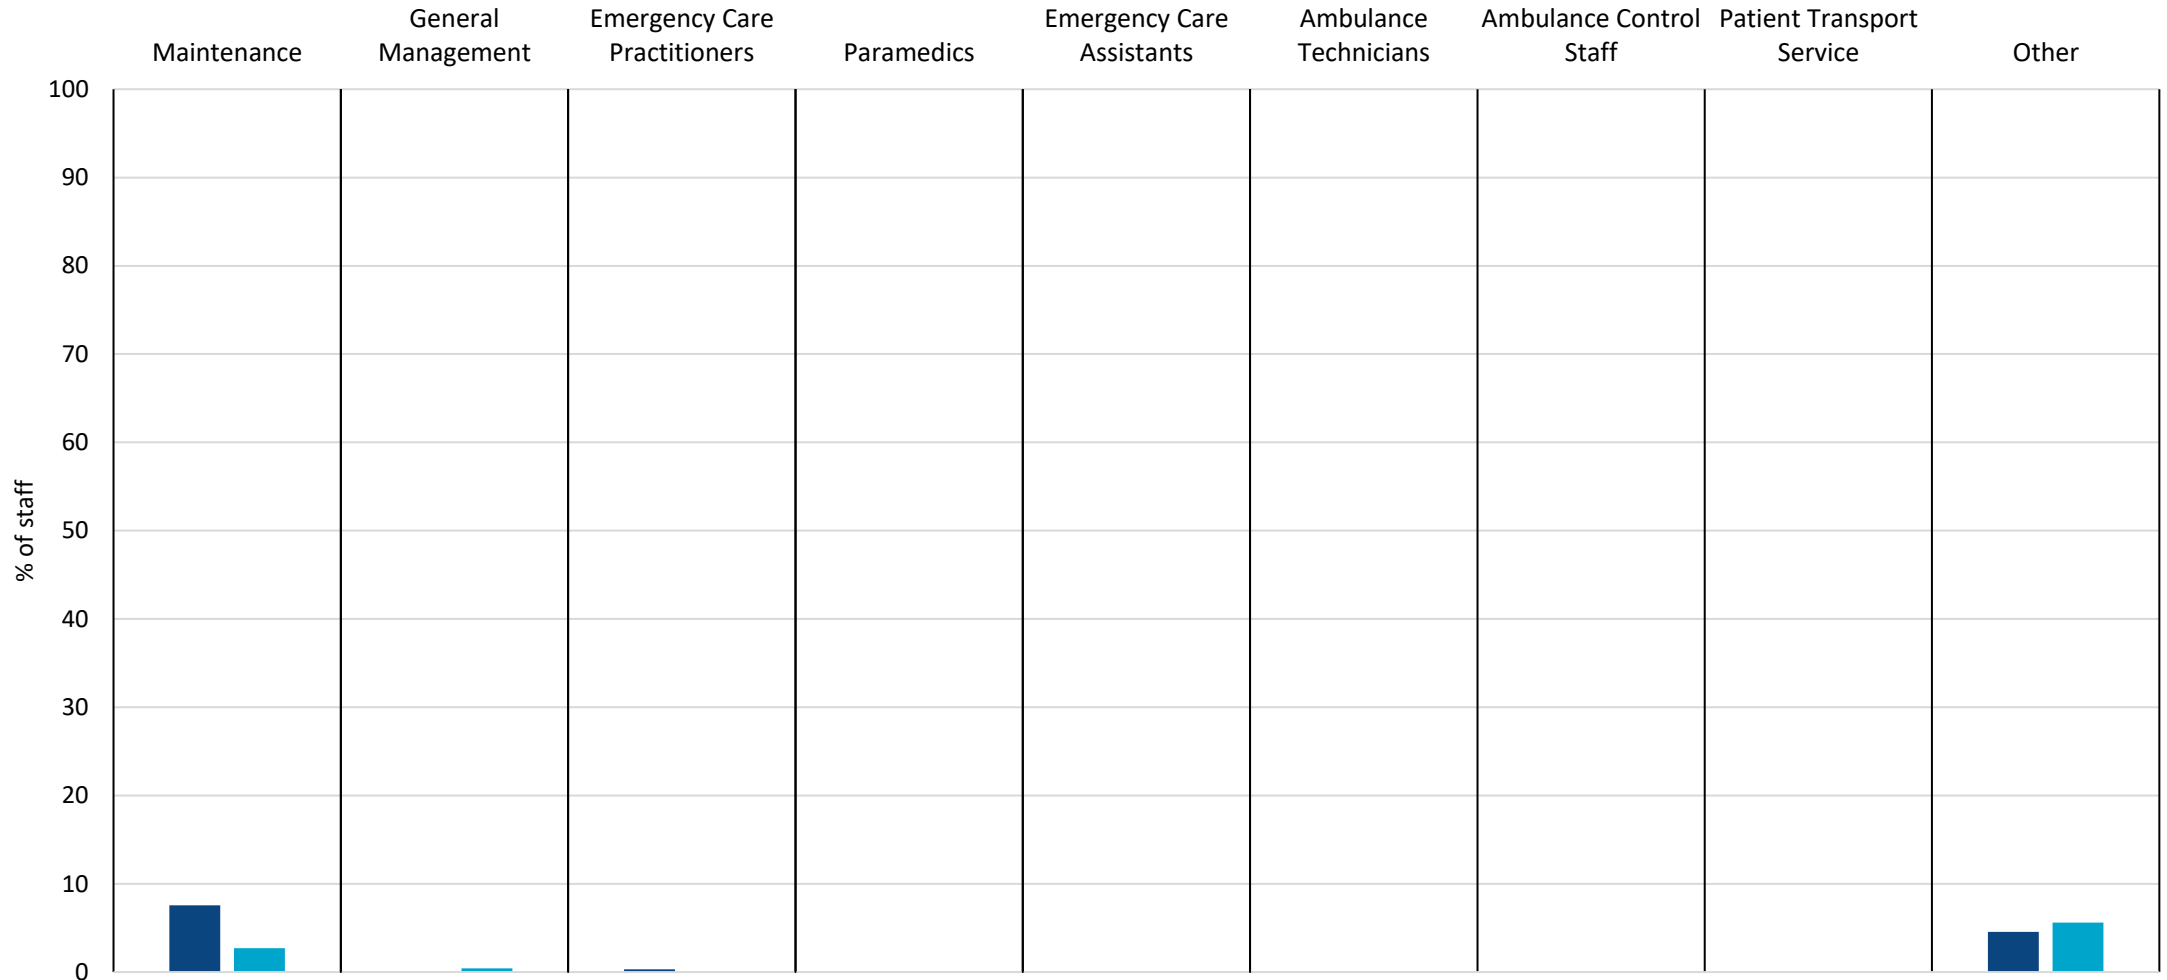 Maintenance
General
Management
Emergency Care
Practitioners
Paramedics
Emergency Care
Assistants
Ambulance
Technicians
Ambulance Control
Staff
Patient Transport
Service
Other
100
90
80
70
60
50
40
30
20
10
0
% of staff